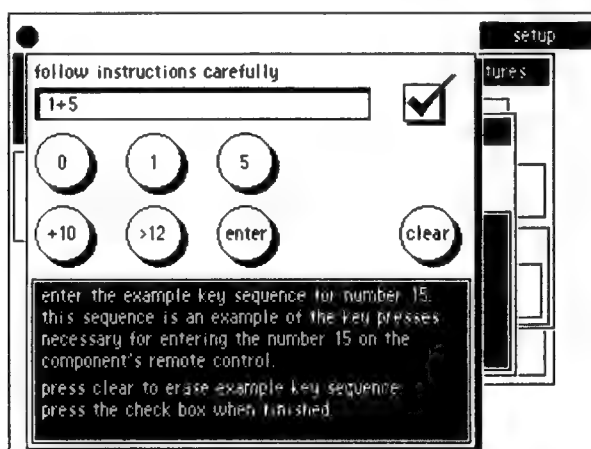 setup
follow instructions carefully
tures
1+5
0 1 5
+10 >12 enter clear
enter the example key sequence for number 15.
this sequence is an example of the key presses
necessary for entering the number 15 on the
component's remote control.
press clear to erase example key sequence
press the check box when finished